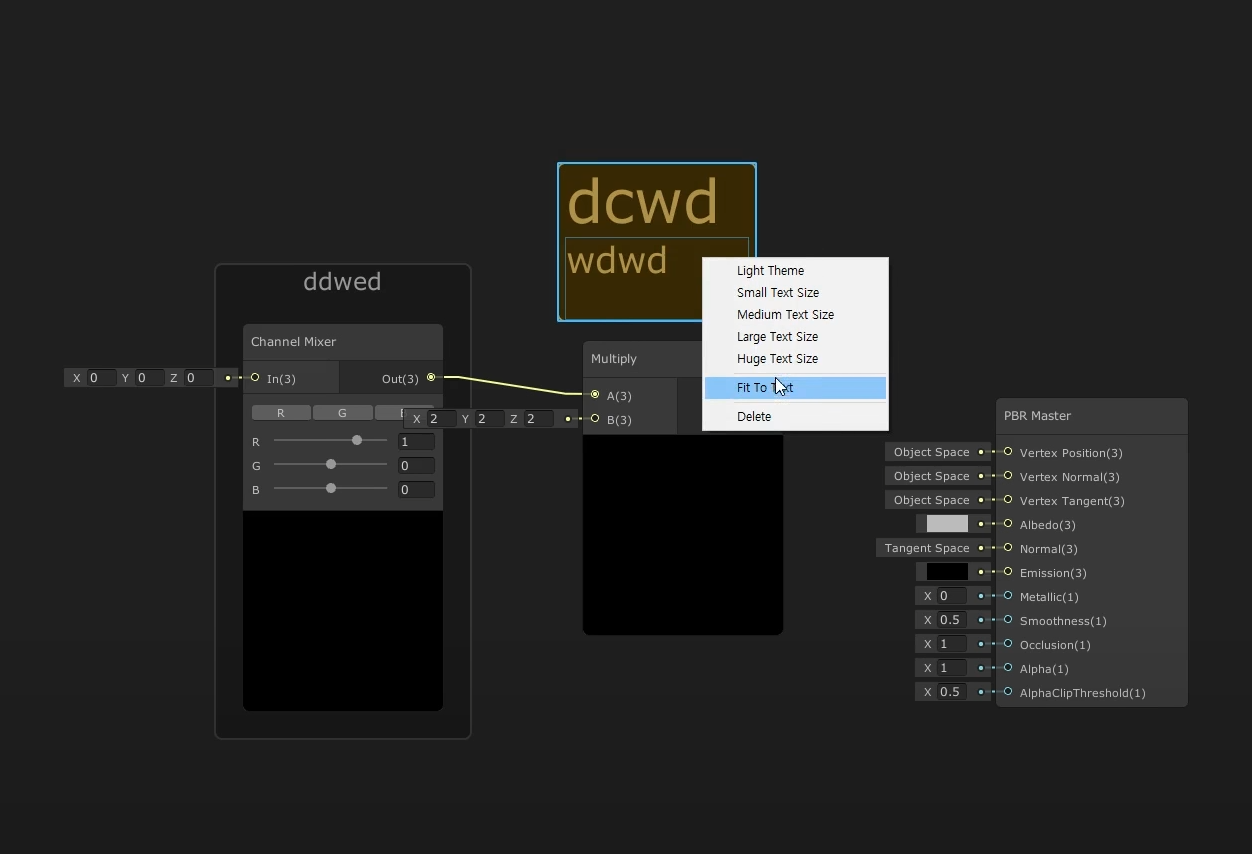 dcwd
wdwd
Light Theme
Small Text Size
Medium Text Size
Large Text Size
Huge Text Size
Fit To Text
Delete
ddwed
Channel Mixer
X 0 Y 0 Z 0
In(3)
Out(3)
R G
R 1
G 0
B 0
Multiply
A(3)
X 2 Y 2 Z 2
B(3)
PBR Master
Object Space Vertex Position(3)
Object Space Vertex Normal(3)
Object Space Vertex Tangent(3)
Albedo(3)
Tangent Space Normal(3)
Emission(3)
X 0 Metallic(1)
X 0.5 Smoothness(1)
X 1 Occlusion(1)
X 1 Alpha(1)
X 0.5 AlphaClipThreshold(1)